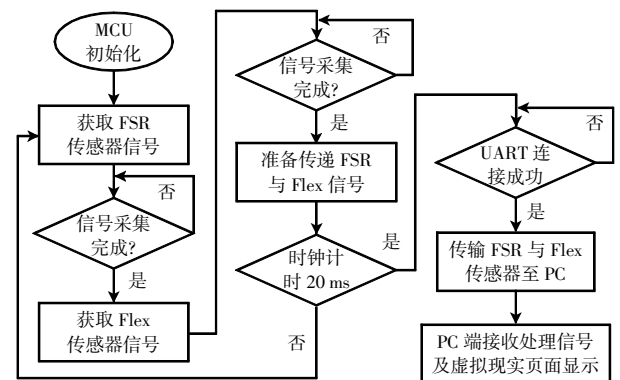 MCU
初始化
获取 FSR
传感器信号
否
信号采集
完成?
是
获取 Flex
传感器信号
否
信号采集
完成?
是
准备传递 FSR
与 Flex 信号
时钟计
时 20 ms
是
否
否
UART 连
接成功
是
传输 FSR 与 Flex
传感器至 PC
PC 端接收处理信号
及虚拟现实页面显示